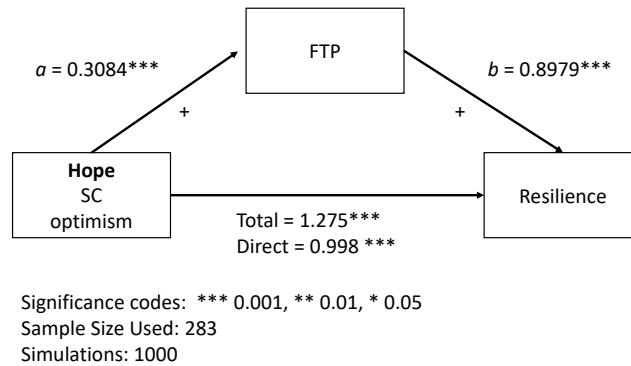 FTP
a = 0.3084***
b = 0.8979***
+
+
Hope
SC
optimism
Resilience
Total = 1.275***
Direct = 0.998 ***
Significance codes: *** 0.001, ** 0.01, * 0.05
Sample Size Used: 283
Simulations: 1000